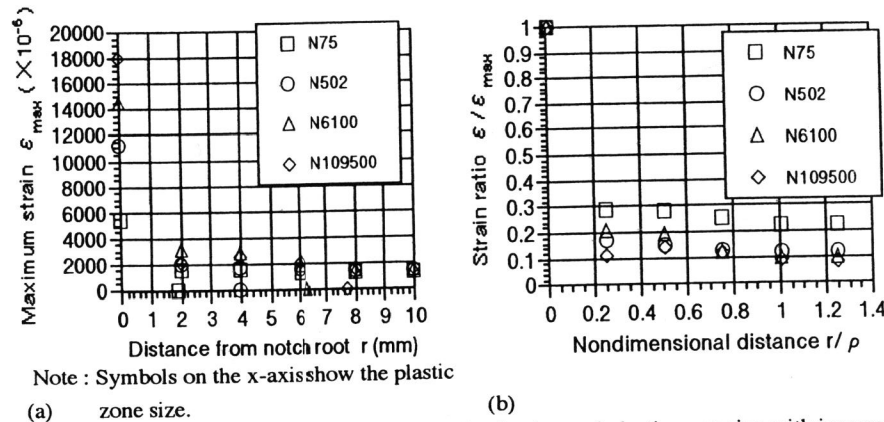 Maximum strain ε max (×10⁻⁶)
20000
18000
16000
14000
12000
10000
8000
6000
4000
2000
0
N75
N502
N6100
N109500
0 1 2 3 4 5 6 7 8 9 10
Distance from notch root r (mm)
Note : Symbols on the x-axisshow the plastic
(a) zone size.
Strain ratio ε / ε max
1
0.9
0.8
0.7
0.6
0.5
0.4
0.3
0.2
0.1
0
N75
N502
N6100
N109500
0 0.2 0.4 0.6 0.8 1 1.2 1.4
Nondimensional distance r/ ρ
(b)